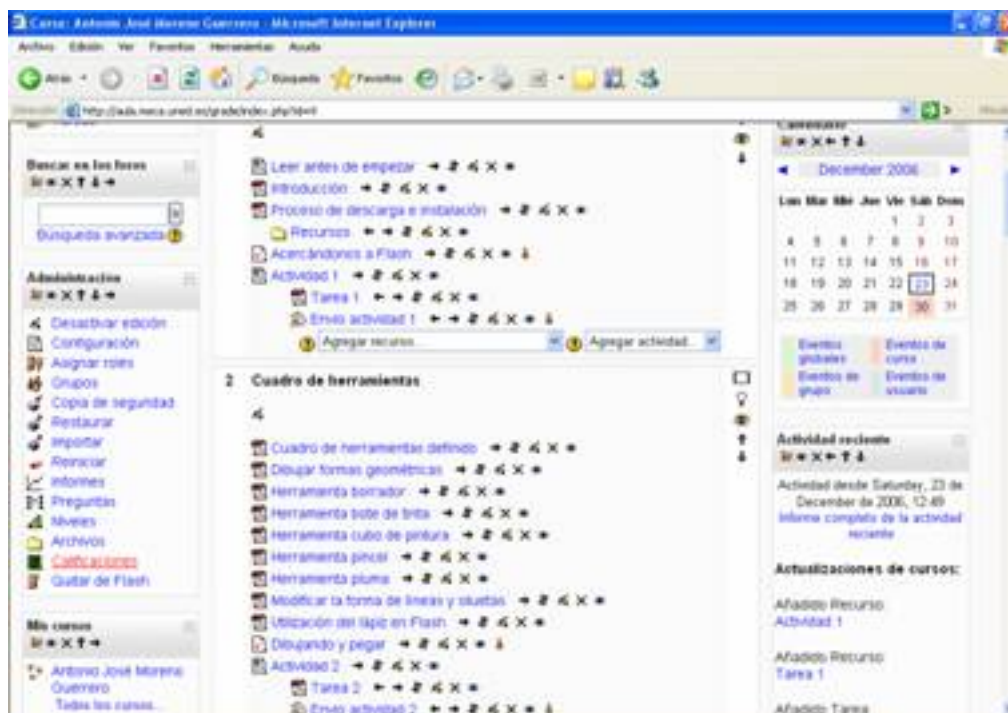 Curso: Antonio José Moreno Guerrero - Microsoft Internet Explorer
Archivo Edición Ver Favoritos Herramientas Ayuda
Atrás Búsqueda Favoritos
Buscar en los foros
Búsqueda avanzada
Administración
Desactivar edición
Configuración
Asignar roles
Grupos
Copia de seguridad
Restaurar
Importar
Reiniciar
Informes
Preguntas
Niveles
Archivos
Calificaciones
Quitar de Flash
Mis cursos
Antonio José Moreno
Guerrero
Todos los cursos...
Leer antes de empezar
Introducción
Proceso de descarga e instalación
Recursos
Acercándonos a Flash
Actividad 1
Tarea 1
Envio actividad 1
Agregar recurso... Agregar actividad...
2 Cuadro de herramientas
Cuadro de herramientas definido
Dibujar formas geométricas
Herramienta borrador
Herramienta bote de tinta
Herramienta cubo de pintura
Herramienta pincel
Herramienta pluma
Modificar la forma de lineas y siluetas
Utilización del lápiz en Flash
Dibujando y pegar
Actividad 2
Tarea 2
Envio actividad 2
Calendario
December 2006
Lun Mar Mié Jue Vie Sáb Dom
1 2 3
4 5 6 7 8 9 10
11 12 13 14 15 16 17
18 19 20 21 22 23 24
25 26 27 28 29 30 31
Eventos globales
Eventos de curso
Eventos de grupo
Eventos de usuario
Actividad reciente
Actividad desde Saturday, 23 de
December de 2006, 12:49
Informe completo de la actividad
reciente
Actualizaciones de cursos:
Añadido Recurso:
Actividad 1
Añadido Recurso:
Tarea 1
Añadido Tarea